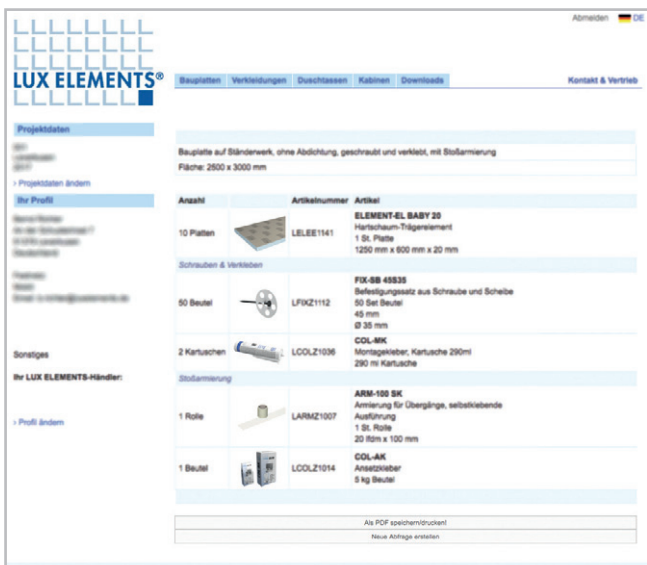 Abmelden DE
LUX ELEMENTS®
Bauplatten Verkleidungen Duschtassen Kabinen Downloads Kontakt & Vertrieb
Projektdaten
› Projektdaten ändern
Ihr Profil
Sonstiges
Ihr LUX ELEMENTS-Händler:
› Profil ändern
Bauplatte auf Ständerwerk, ohne Abdichtung, geschraubt und verklebt, mit Stoßarmierung
Fläche: 2500 x 3000 mm
Anzahl Artikelnummer Artikel
10 Platten LELEE1141
ELEMENT-EL BABY 20
Hartschaum-Trägerelement
1 St. Platte
1250 mm x 600 mm x 20 mm
Schrauben & Verkleben
50 Beutel LFIXZ1112
FIX-SB 45S35
Befestigungssatz aus Schraube und Scheibe
50 Set Beutel
45 mm
Ø 35 mm
2 Kartuschen LCOLZ1036
COL-MK
Montagekleber, Kartusche 290ml
290 ml Kartusche
Stoßarmierung
1 Rolle LARMZ1007
ARM-100 SK
Armierung für Übergänge, selbstklebende
Ausführung
1 St. Rolle
20 lfdm x 100 mm
1 Beutel LCOLZ1014
COL-AK
Ansetzkleber
5 kg Beutel
Als PDF speichern/drucken!
Neue Abfrage erstellen